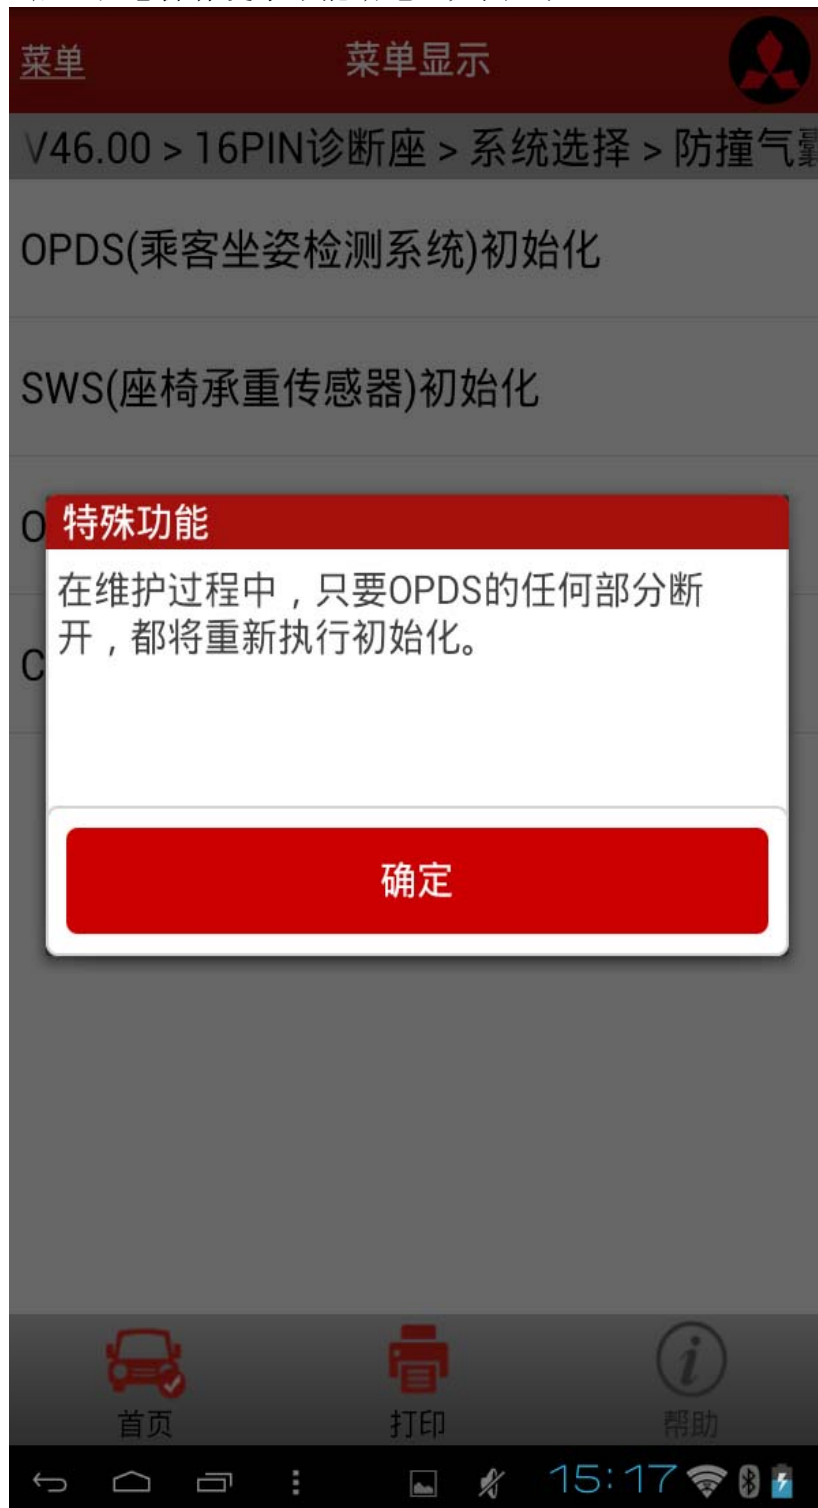 菜单
菜单显示
V46.00 > 16PIN诊断座 > 系统选择 > 防撞气囊
OPDS(乘客坐姿检测系统)初始化
SWS(座椅承重传感器)初始化
O
特殊功能
在维护过程中，只要OPDS的任何部分断
开，都将重新执行初始化。
C
确定
首页
打印
帮助
15:17